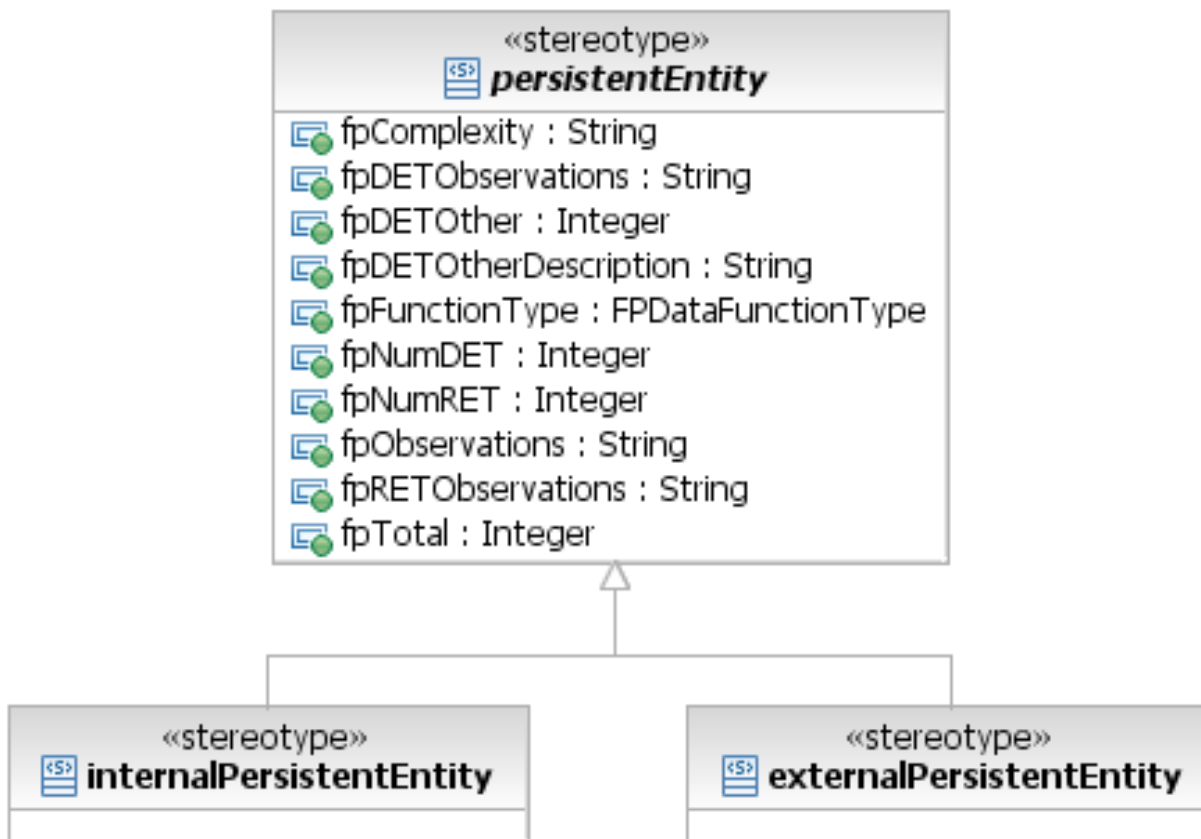 «stereotype»
persistentEntity
fpComplexity : String
fpDETObservations : String
fpDETOther : Integer
fpDETOtherDescription : String
fpFunctionType : FPDataFunctionType
fpNumDET : Integer
fpNumRET : Integer
fpObservations : String
fpRETObservations : String
fpTotal : Integer
«stereotype»
internalPersistentEntity
«stereotype»
externalPersistentEntity